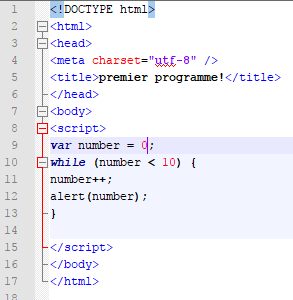 1 <!DOCTYPE html>
2 <html>
3 <head>
4 <meta charset="utf-8" />
5 <title>premier programme!</title>
6 </head>
7 <body>
8 <script>
9 var number = 0;
10 while (number < 10) {
11 number++;
12 alert(number);
13 }
14
15 </script>
16 </body>
17 </html>
18